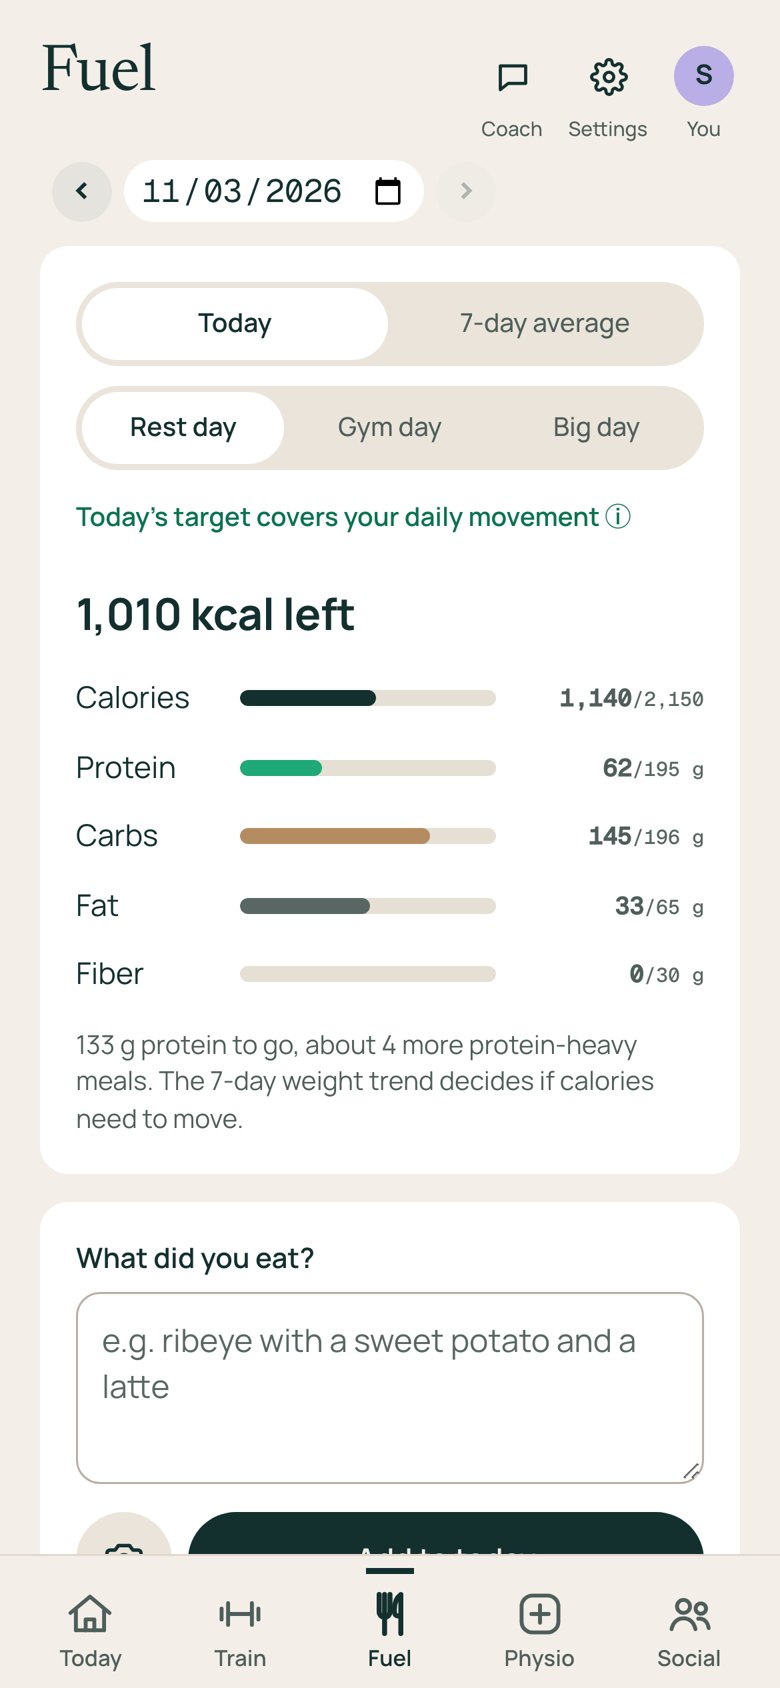 Fuel
Coach
Settings
S
You
11/03/2026
Today
7-day average
Rest day
Gym day
Big day
Today's target covers your daily movement ⓘ
1,010 kcal left
Calories
1,140/2,150
Protein
62/195 g
Carbs
145/196 g
Fat
33/65 g
Fiber
0/30 g
133 g protein to go, about 4 more protein-heavy
meals. The 7-day weight trend decides if calories
need to move.
What did you eat?
e.g. ribeye with a sweet potato and a
latte
Today
Train
Fuel
Physio
Social